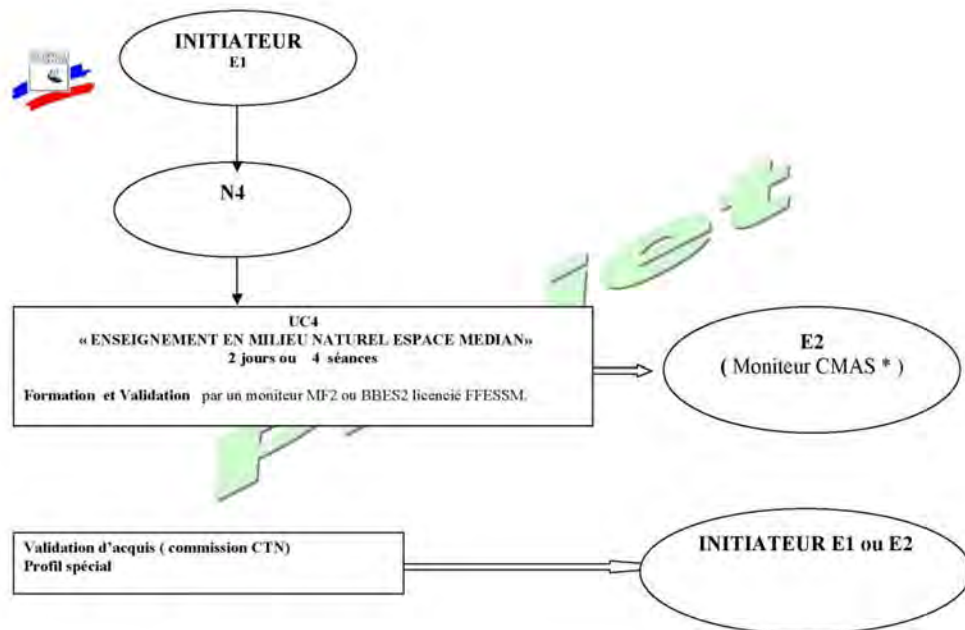 INITIATEUR
E1
N4
UC4
« ENSEIGNEMENT EN MILIEU NATUREL ESPACE MEDIAN»
2 jours ou 4 séances
Formation et Validation par un moniteur MF2 ou BBES2 licencié FFESSM.
E2
( Moniteur CMAS * )
Validation d'acquis ( commission CTN)
Profil spécial
INITIATEUR E1 ou E2